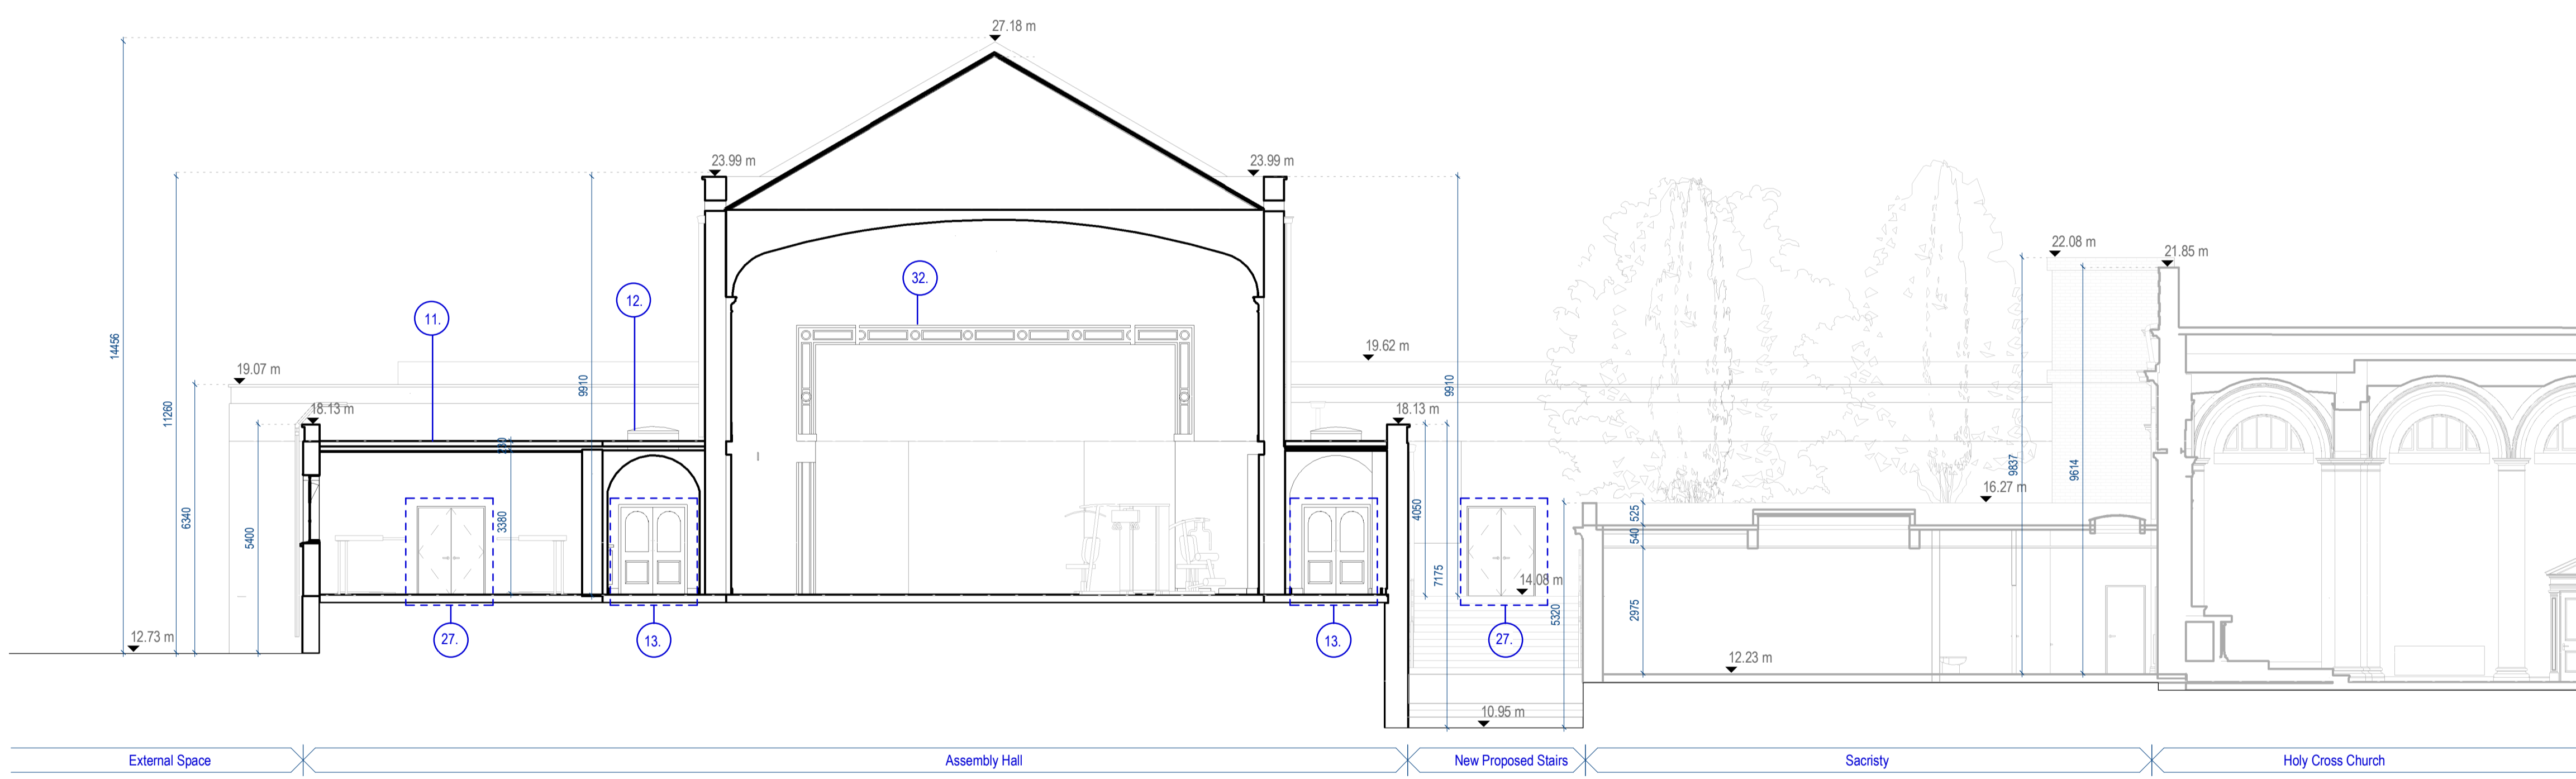 27.18 m
23.99 m
23.99 m
22.08 m
21.85 m
32.
12.
11.
14456
11260
9910
9910
19.62 m
19.07 m
18.13 m
18.13 m
6340
5400
3380
4050
7175
5320
525
540
2975
9837
9614
16.27 m
14.08 m
12.73 m
12.23 m
10.95 m
27.
13.
13.
27.
External Space
Assembly Hall
New Proposed Stairs
Sacristy
Holy Cross Church